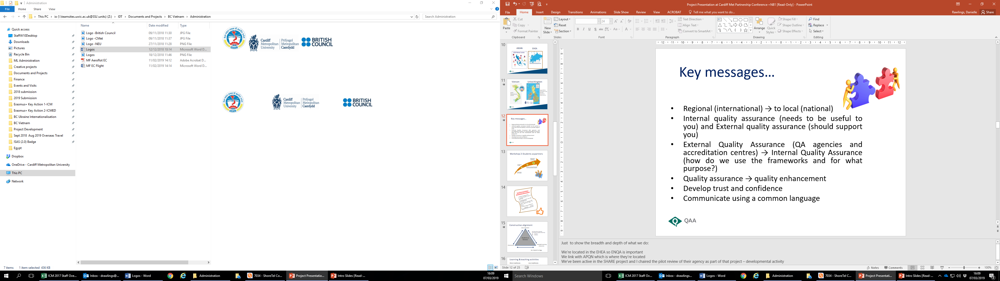 Administration
File
Home
Share
View
This PC
io (\\teamsites.uwic.ac.uk@SSL\units) (Z:)
IDT
Documents and Projects
BC Vietnam
Administration
Search Administration
Quick access
StaffW10Desktop
Downloads
Pictures
Recycle Bin
ML Administration
Creative projects
Documents and Projects
Finance
Events and Visits
2018 submission
2019 Submission
Erasmus+ Key Action 1-ICM
Erasmus+ Key Action 2-ICMED
BC Ukraine Internationalisation
BC Vietnam
Project Development
Sept 2018 Aug 2019 Overseas Travel
ISAS (2.0) Badge
Egypt
Dropbox
OneDrive - Cardiff Metropolitan University
This PC
Network
Name Date modified Type
Logo -British Council 09/11/2018 11:30 JPG File
Logo -CMet 09/11/2018 11:37 JPG File
Logo -NEU 27/11/2018 11:28 PNG File
Logos 12/12/2018 10:14 Microsoft Word D...
Logos 18/12/2018 11:46 PNG File
MF Aeroflot EC 11/02/2019 14:12 Adobe Acrobat D...
MF EC Flight 11/02/2019 14:14 Microsoft Word D...
ĐẠI HỌC KINH TẾ QUỐC DÂN
Cardiff Prifysgol
Metropolitan Metropolitan
University Caerdydd
BRITISH
COUNCIL
ĐẠI HỌC KINH TẾ QUỐC DÂN
Cardiff Prifysgol
Metropolitan Metropolitan
University Caerdydd
BRITISH
COUNCIL
7 items 1 item selected 436 KB
Project Presentation at Cardiff Met Partnership Conference +NB1 [Read-Only] - PowerPoint
File Home Insert Design Transitions Animations Slide Show Review View ACROBAT Tell me what you want to do...
Rawlings, Danielle Share
Paste
Cut
Copy
Format Painter
Clipboard
New
Slide
Layout
Reset
Section
Slides
24
Font
Text Direction
Align Text
Convert to SmartArt
Paragraph
Arrange
Quick
Styles
Shape Fill
Shape Outline
Shape Effects
Drawing
Find
Replace
Select
Editing
10
ASEAN EHEA
11
Vietnam United Kingdom
12
Key messages...
13
Workshop 2: Students as partners
14
15
Constructive alignment
16
Learning & teaching activities
Key messages...
• Regional (international) → to local (national)
• Internal quality assurance (needs to be useful to
you) and External quality assurance (should support
you)
• External Quality Assurance (QA agencies and
accreditation centres) → Internal Quality Assurance
(how do we use the frameworks and for what
purpose?)
• Quality assurance → quality enhancement
• Develop trust and confidence
• Communicate using a common language
QAA
Just to show the breadth and depth of what we do:
We're located in the EHEA so ENQA is important
We link with APQN which is where they're located
We've been active in the SHARE project and I chaired the pilot review of their agency as part of that project – developmental activity
Slide 12 of 25
Notes
Comments
100%
ICM 2017 Staff Ove...
Inbox - drawlings@...
Logos - Word
Administration
7034 - ShoreTel Co...
Project Presentatio...
Intro Slides [Read-...
16:09
07/03/2019
Search Windows
ICM 2017 Staff Ov...
Inbox - drawlings...
Logos - Word
Administration
7034 - ShoreTel C...
Project Presentati...
Intro Slides [Read...
16:09
07/03/2019